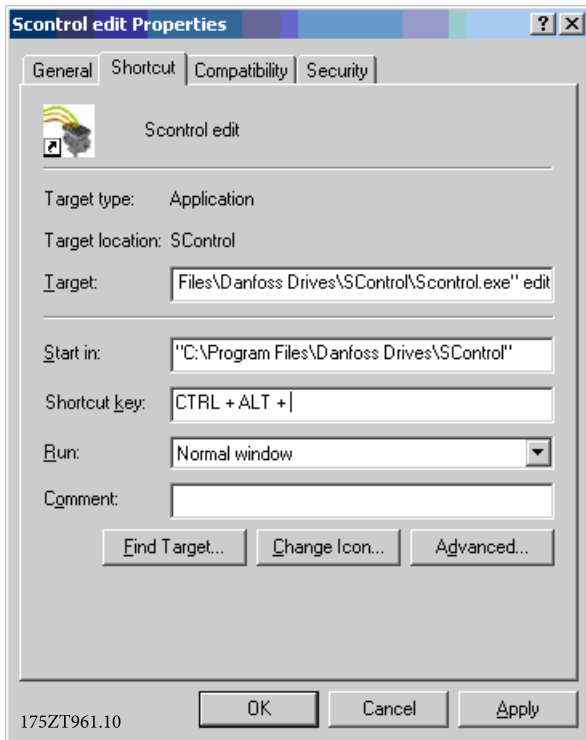 Scontrol edit Properties
General Shortcut Compatibility Security
Scontrol edit
Target type: Application
Target location: SControl
Target: Files\Danfoss Drives\SControl\Scontrol.exe" edit
Start in: "C:\Program Files\Danfoss Drives\SControl"
Shortcut key: CTRL + ALT +
Run: Normal window
Comment:
Find Target... Change Icon... Advanced...
OK Cancel Apply
175ZT961.10